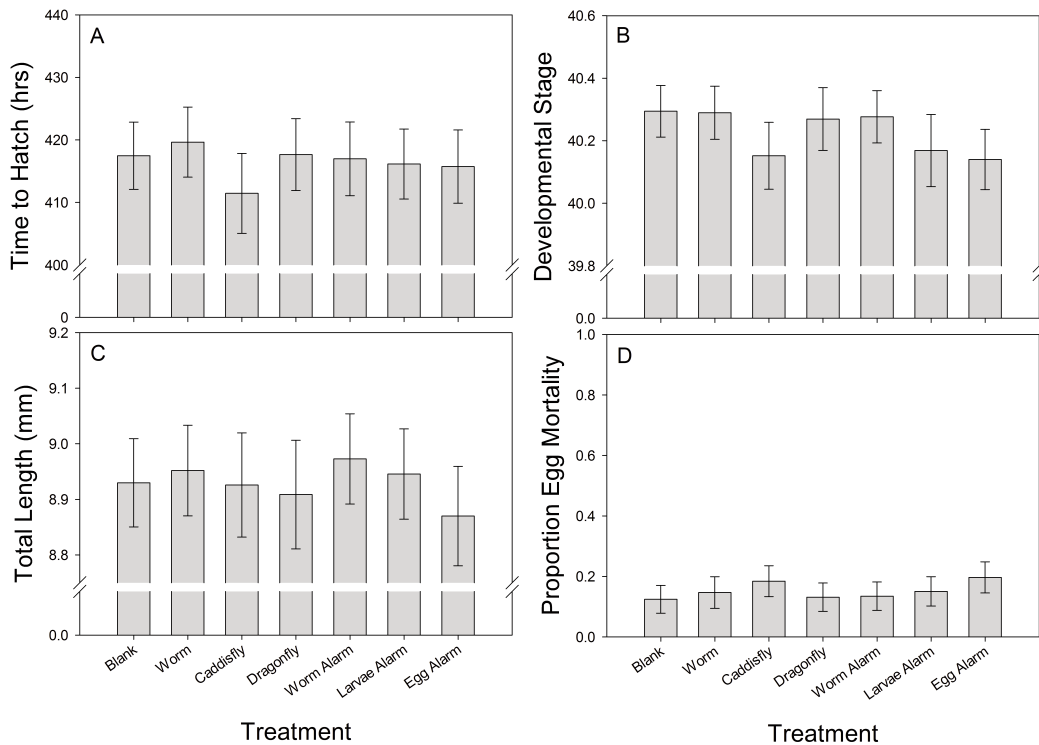 A
Time to Hatch (hrs)
440
430
420
410
400
0
B
Developmental Stage
40.6
40.4
40.2
40.0
39.8
0.0
C
Total Length (mm)
9.2
9.1
9.0
8.9
8.8
0.0
Blank
Worm
Caddisfly
Dragonfly
Worm Alarm
Larvae Alarm
Egg Alarm
Treatment
D
Proportion Egg Mortality
1.0
0.8
0.6
0.4
0.2
0.0
Blank
Worm
Caddisfly
Dragonfly
Worm Alarm
Larvae Alarm
Egg Alarm
Treatment